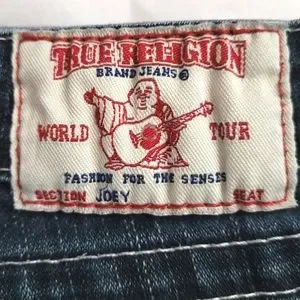 TRUE RELIGION
BRAND JEANS®
WORLD TOUR
FASHION FOR THE SENSES
SECTION JOEY SEAT